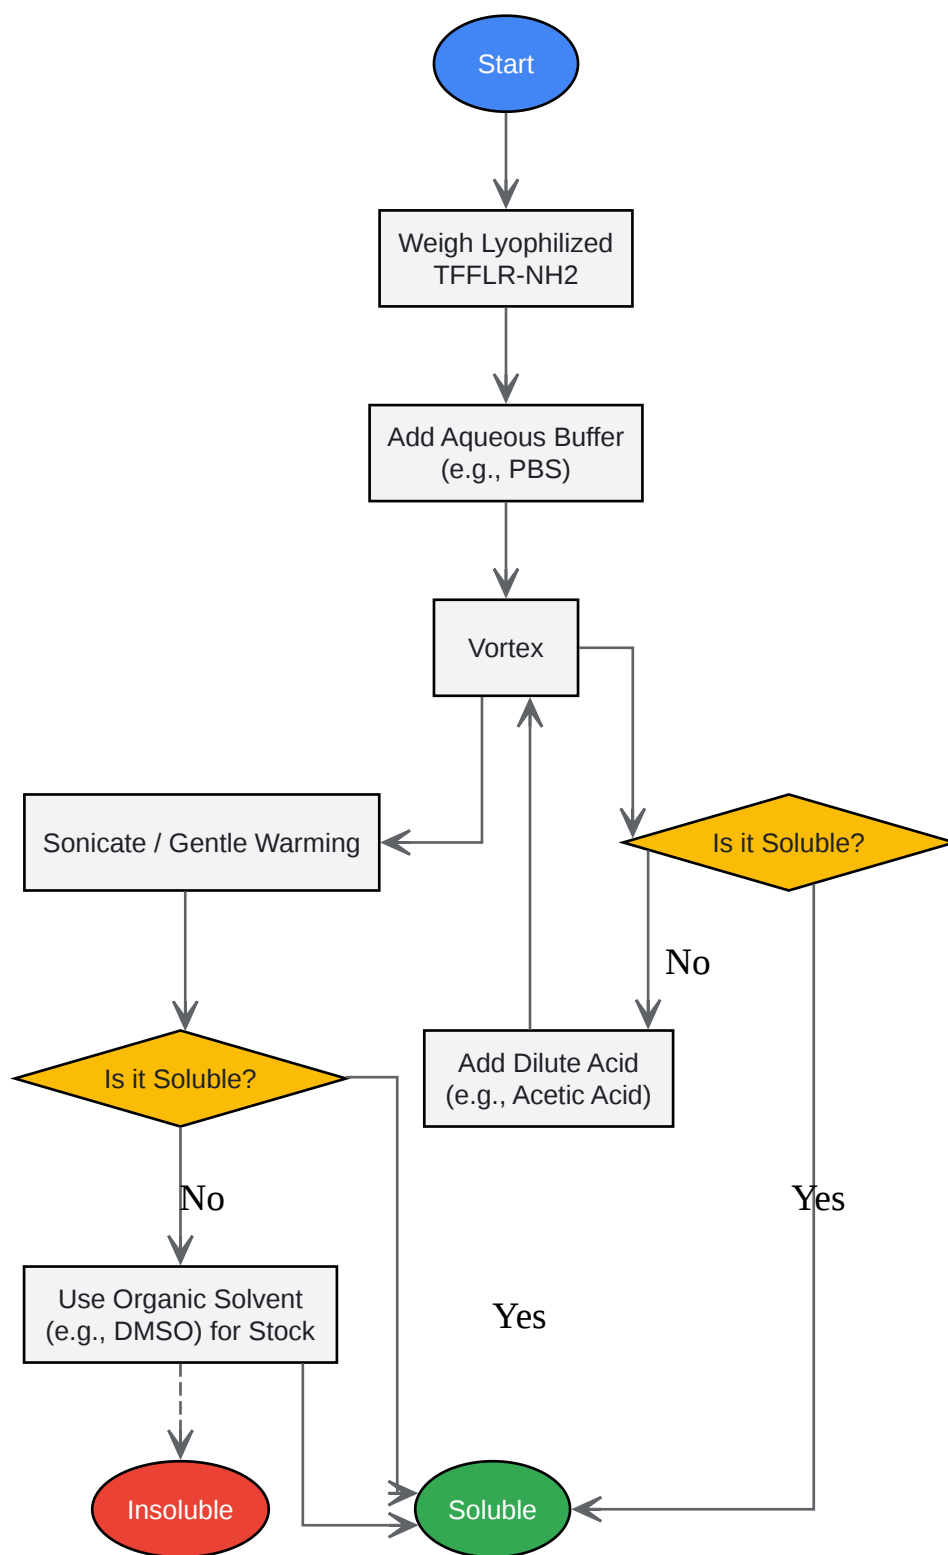 Start
Weigh Lyophilized
TFFLR-NH2
Add Aqueous Buffer
(e.g., PBS)
Vortex
Sonicate / Gentle Warming
Is it Soluble?
No
Add Dilute Acid
(e.g., Acetic Acid)
Is it Soluble?
No
Yes
Use Organic Solvent
(e.g., DMSO) for Stock
Yes
Insoluble
Soluble